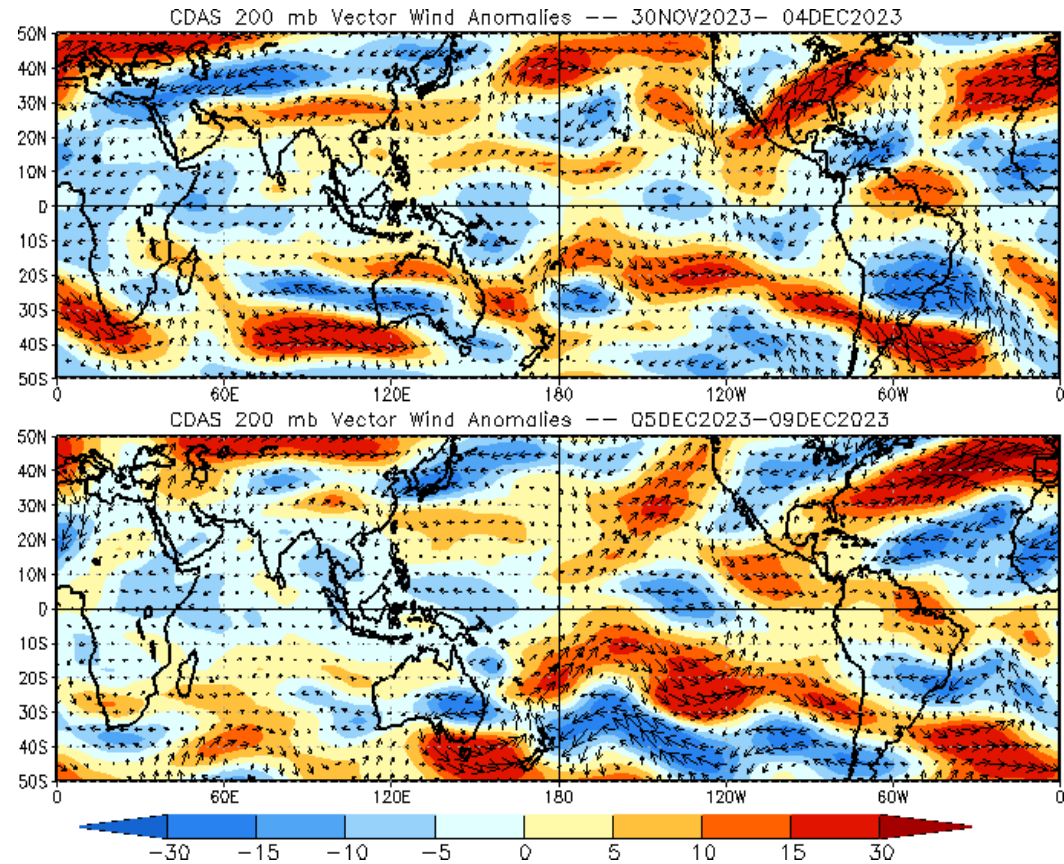 CDAS 200 mb Vector Wind Anomalies -- 30NOV2023- 04DEC2023
50N
40N
30N
20N
10N
0
10S
20S
30S
40S
50S
0 60E 120E 180 120W 60W 0
CDAS 200 mb Vector Wind Anomalies -- 05DEC2023-09DEC2023
50N
40N
30N
20N
10N
0
10S
20S
30S
40S
50S
0 60E 120E 180 120W 60W 0
-30 -15 -10 -5 0 5 10 15 30